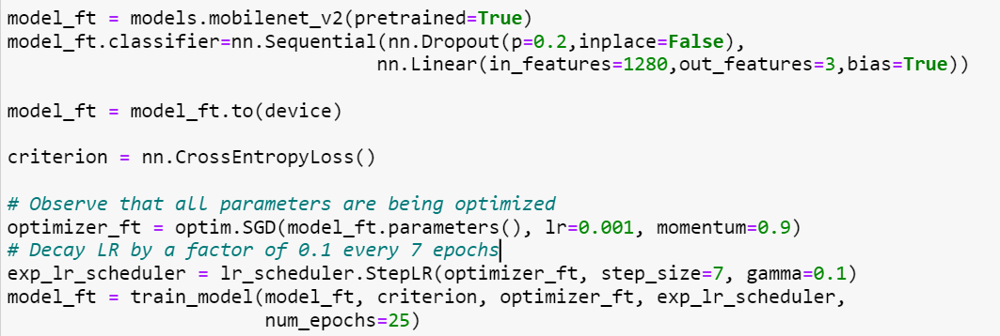 model_ft = models.mobilenet_v2(pretrained=True)
model_ft.classifier=nn.Sequential(nn.Dropout(p=0.2,inplace=False),
nn.Linear(in_features=1280,out_features=3,bias=True))
model_ft = model_ft.to(device)
criterion = nn.CrossEntropyLoss()
# Observe that all parameters are being optimized
optimizer_ft = optim.SGD(model_ft.parameters(), lr=0.001, momentum=0.9)
# Decay LR by a factor of 0.1 every 7 epochs
exp_lr_scheduler = lr_scheduler.StepLR(optimizer_ft, step_size=7, gamma=0.1)
model_ft = train_model(model_ft, criterion, optimizer_ft, exp_lr_scheduler,
num_epochs=25)